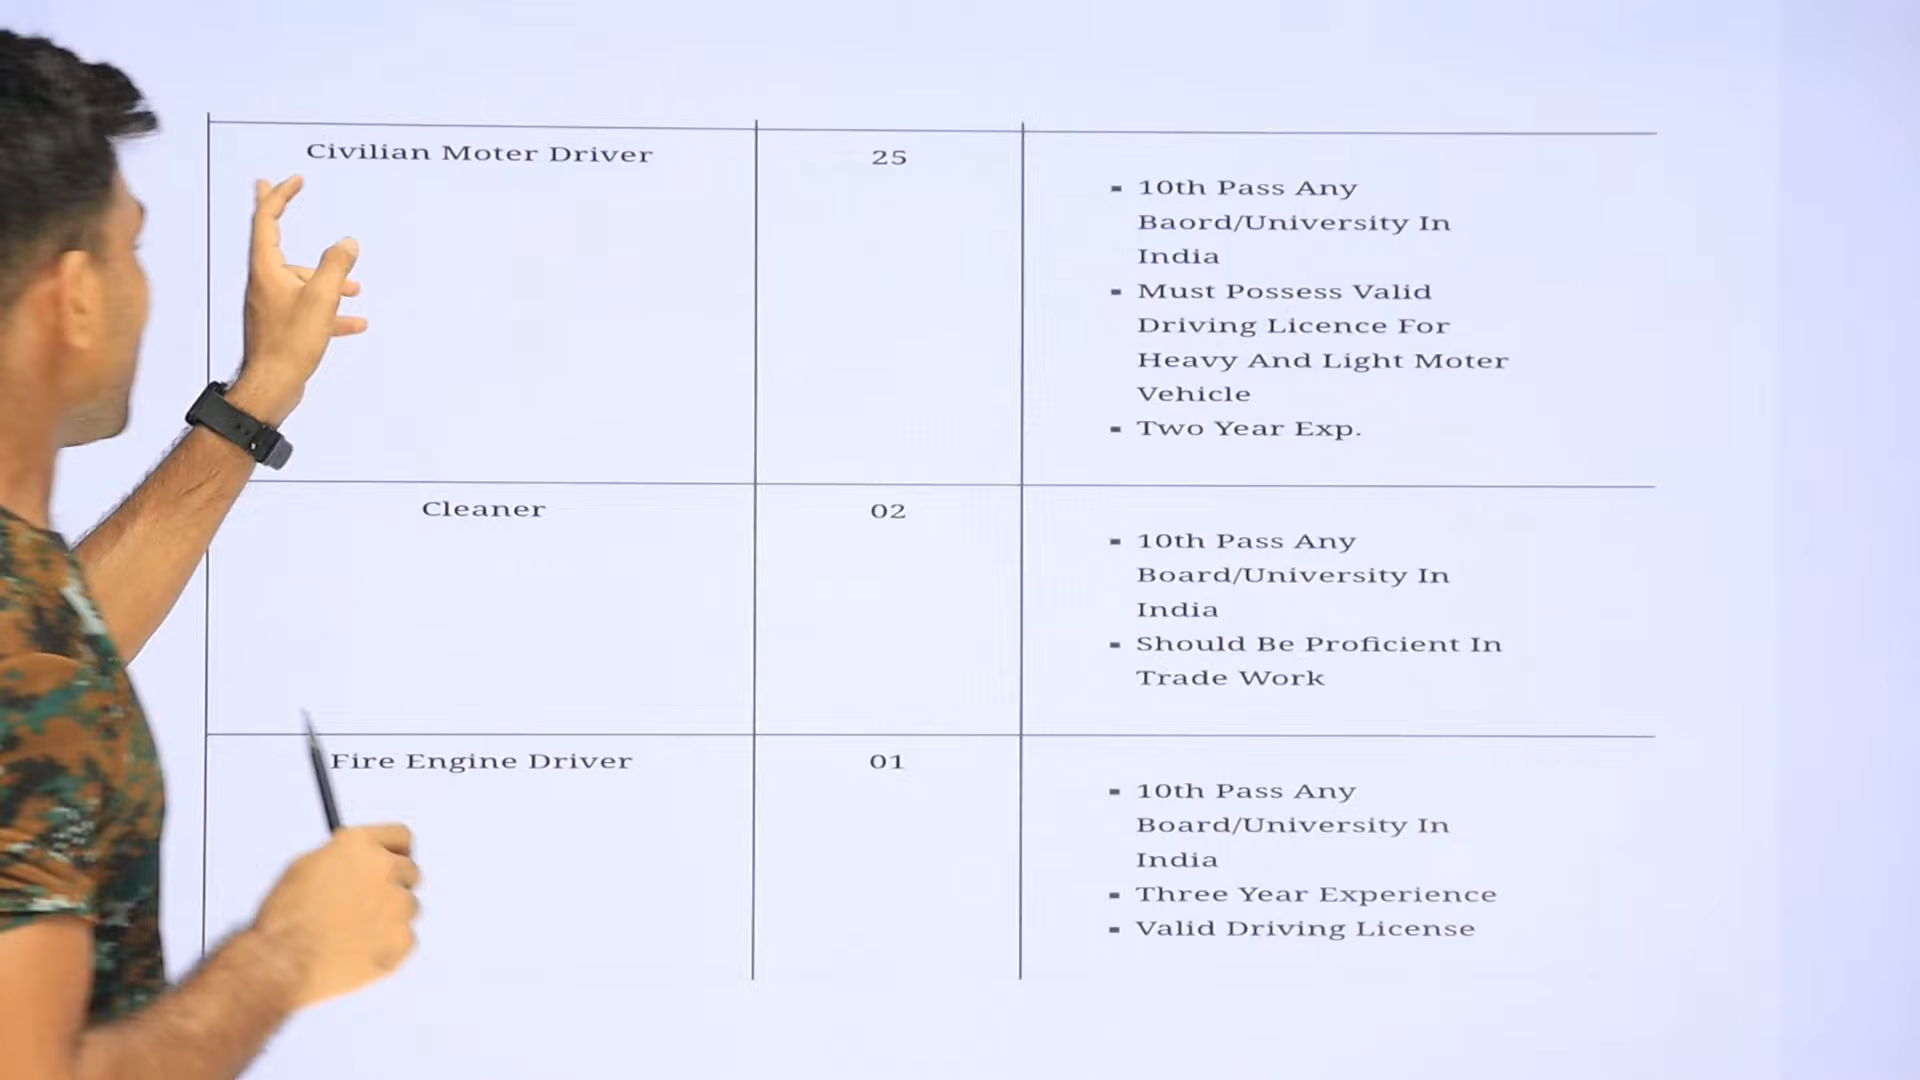 Civilian Moter Driver
25
10th Pass Any
Baord/University In
India
Must Possess Valid
Driving Licence For
Heavy And Light Moter
Vehicle
Two Year Exp.
Cleaner
02
10th Pass Any
Board/University In
India
Should Be Proficient In
Trade Work
Fire Engine Driver
01
10th Pass Any
Board/University In
India
Three Year Experience
Valid Driving License